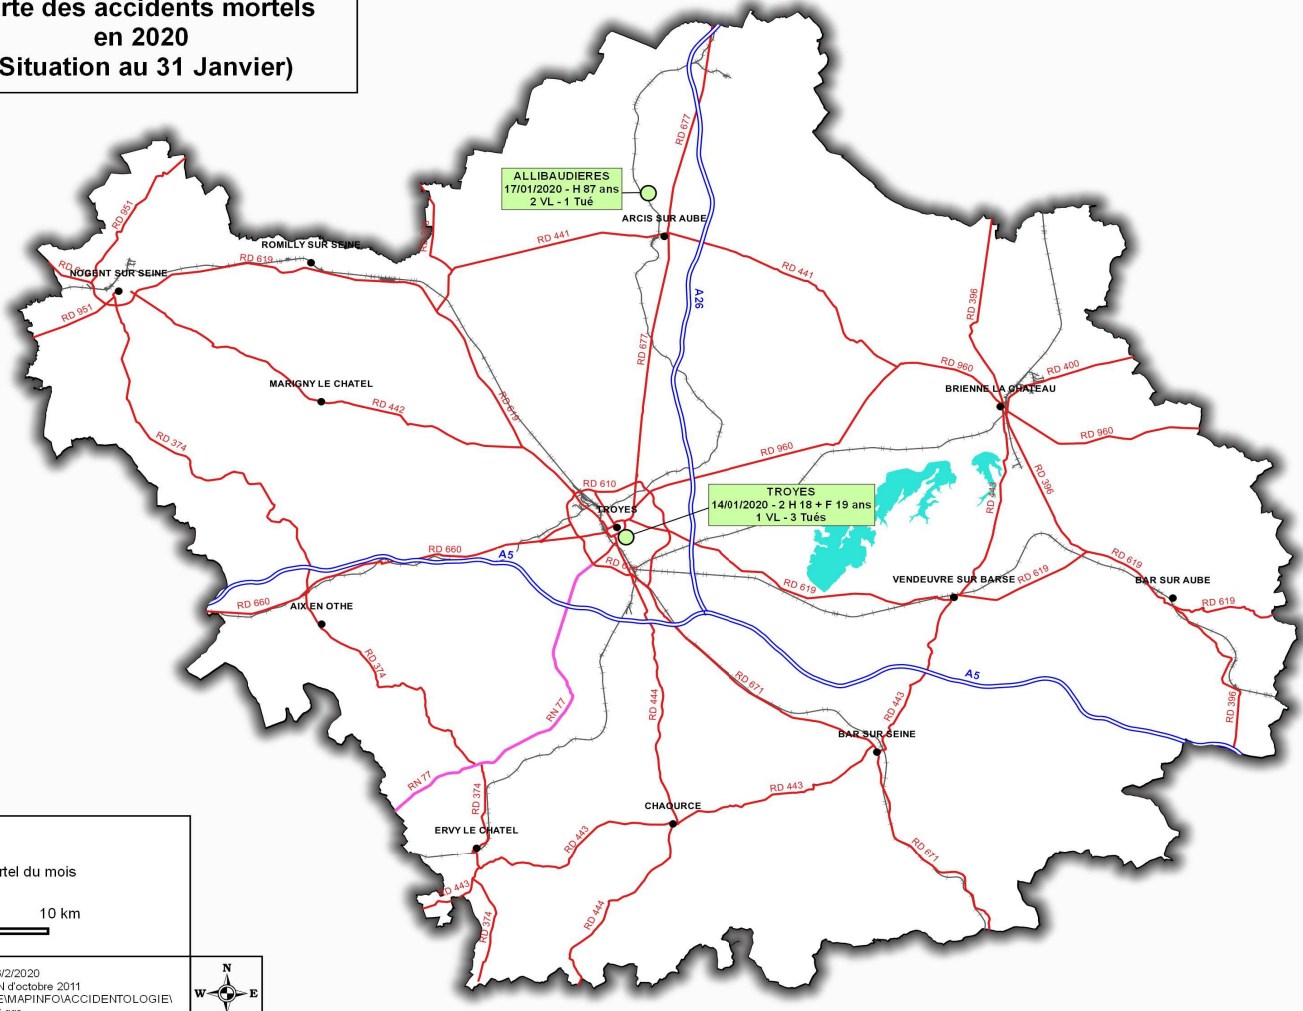 rte des accidents mortels
en 2020
Situation au 31 Janvier)
RD 677
ALLIBAUDIERES
17/01/2020 - H 87 ans
2 VL - 1 Tué
ARCIS SUR AUBE
RD 951
ROMILLY SUR SEINE
RD 441
RD 619
NOGENT SUR SEINE
RD 441
A26
RD 396
RD 951
RD 677
RD 960
RD 400
MARIGNY LE CHATEL
BRIENNE LA CHATEAU
RD 442
RD 619
RD 374
RD 960
RD 960
RD 396
RD 610
TROYES
14/01/2020 - 2 H 18 + F 19 ans
1 VL - 3 Tués
RD 443
TROYES
RD 660
A5
RD 619
RD 619
RD 619
VENDEUVRE SUR BARSE
BAR SUR AUBE
RD 660
AIX EN OTHE
RD 619
RD 374
RD 671
A5
RD 444
RN 77
RD 443
RD 396
BAR SUR SEINE
RN 77
RD 374
RD 443
CHAOURCE
ERVY LE CHATEL
RD 443
RD 671
rtel du mois
RD 443
10 km
RD 444
RD 374
/2/2020
N d'octobre 2011
E\MAPINFO\ACCIDENTOLOGIE\
N
W E